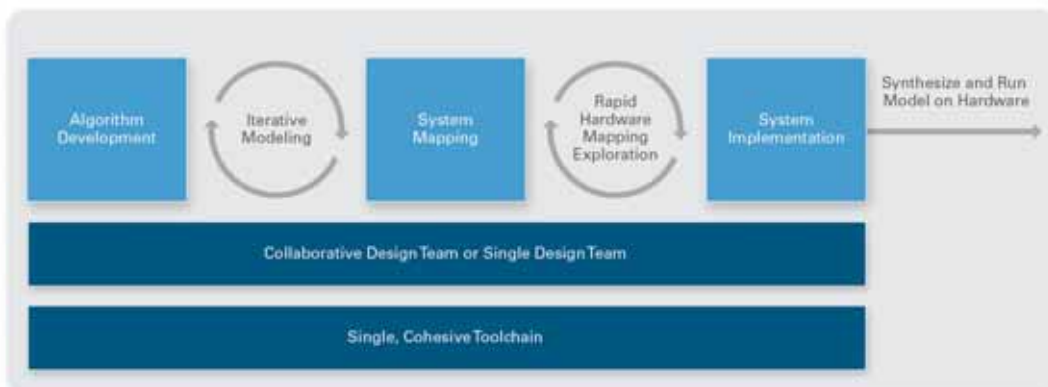 Algorithm
Development
Iterative
Modeling
System
Mapping
Rapid
Hardware
Mapping
Exploration
System
Implementation
Synthesize and Run
Model on Hardware
Collaborative Design Team or Single Design Team
Single, Cohesive Toolchain